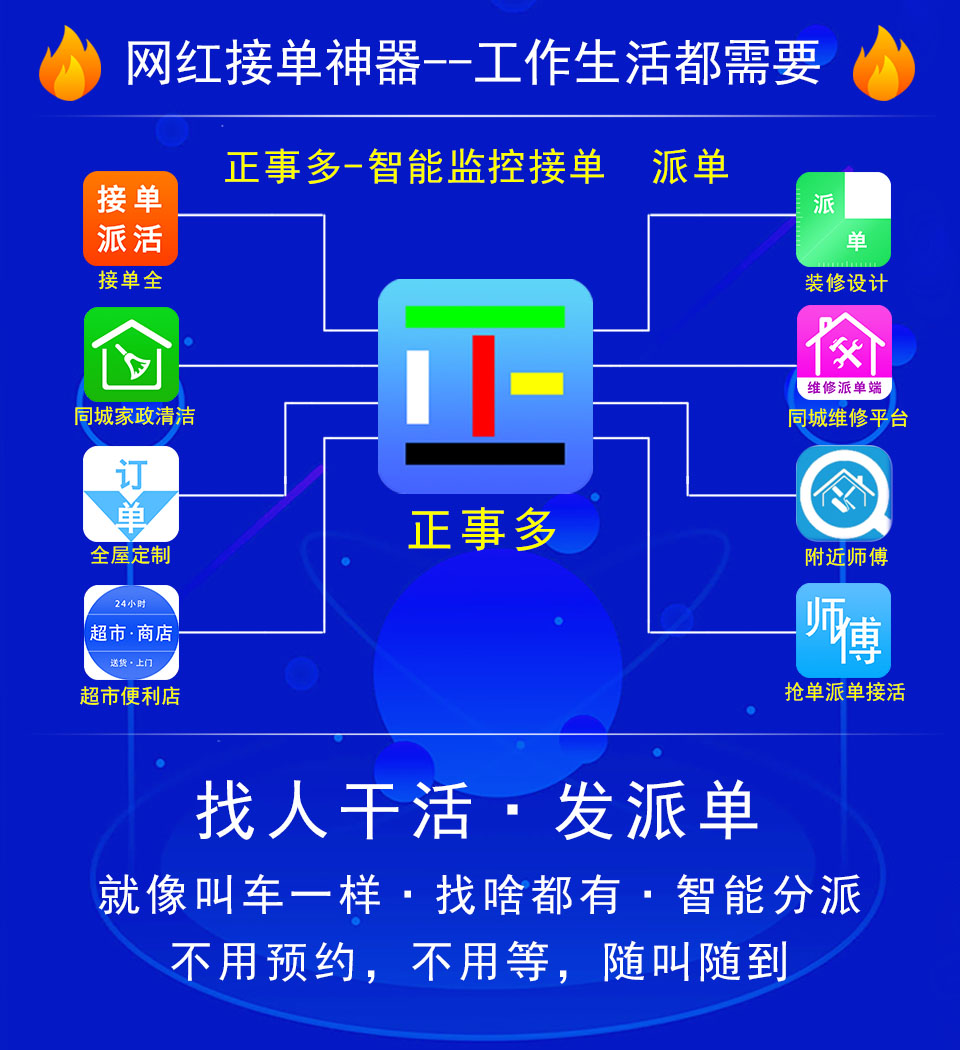 网红接单神器--工作生活都需要
正事多-智能监控接单 派单
接单
派活
接单全
同城家政清洁
订
单
全屋定制
24小时
超市·商店
送货·上门
超市便利店
正事多
派
单
装修设计
维修派单端
同城维修平台
附近师傅
师傅
抢单派单接活
找人干活·发派单
就像叫车一样·找啥都有·智能分派
不用预约，不用等，随叫随到